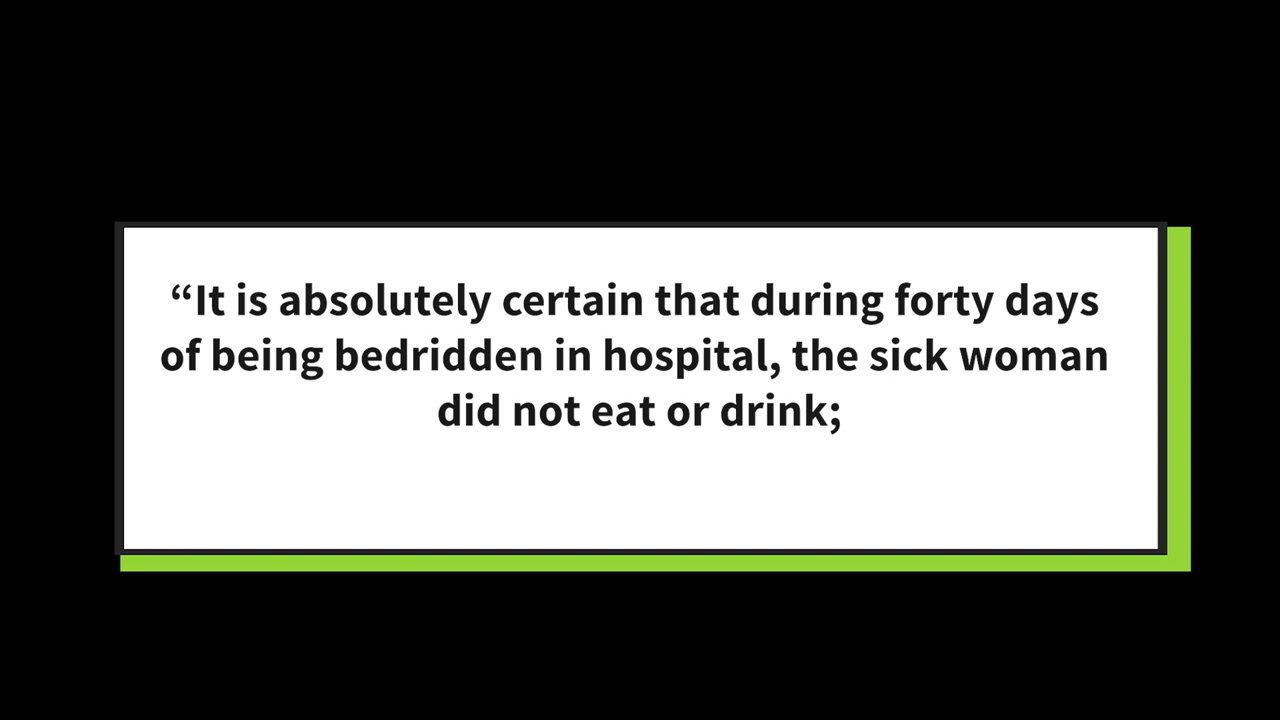 “It is absolutely certain that during forty days
of being bedridden in hospital, the sick woman
did not eat or drink;